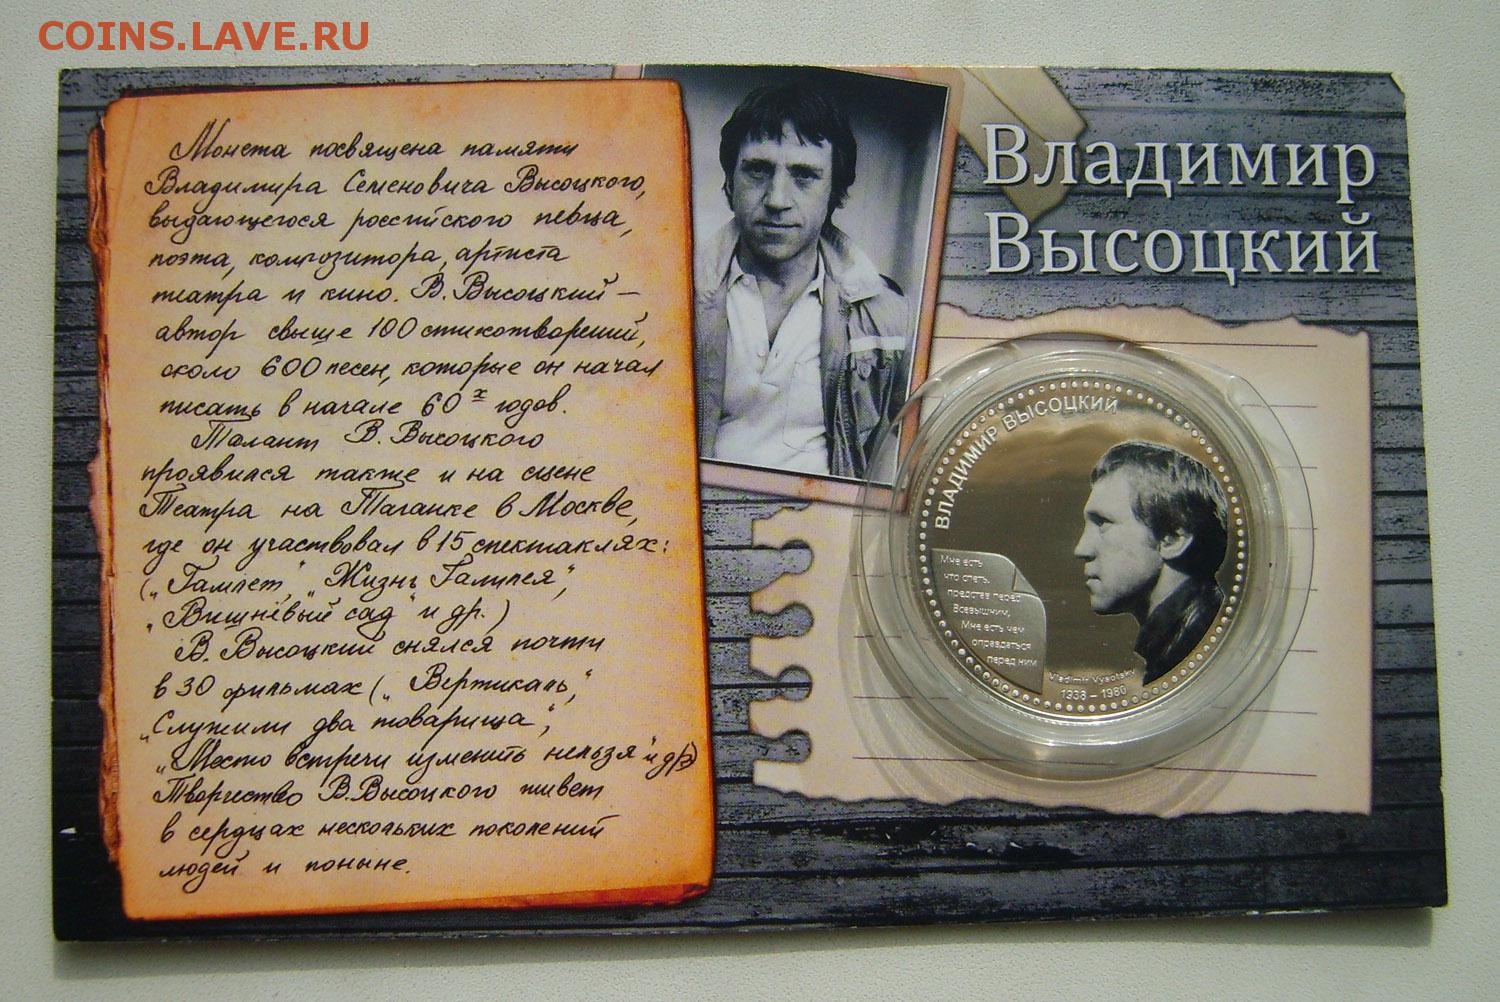 COINS.LAVE.RU
Монета посвящена памяти
Владимира Семеновича Высоцкого,
выдающегося российского певца,
поэта, композитора, артиста
театра и кино. В. Высоцкий —
автор свыше 100 стихотворений,
около 600 песен, которые он начал
писать в начале 60х годов.
Талант В. Высоцкого
проявился также и на сцене
Театра на Таганке в Москве,
где он участвовал в 15 спектаклях:
(„Гамлет", „Жизнь Галилея",
„Вишнёвый сад" и др.)
В. Высоцкий снялся почти
в 30 фильмах („Вертикаль",
„Служили два товарища",
„Место встречи изменить нельзя" и др)
Творчество В. Высоцкого живет
в сердцах нескольких поколений
людей и поныне.
Владимир
Высоцкий
ВЛАДИМИР ВЫСОЦКИЙ
Мне есть
что спеть,
представ перед
Всевышним,
Мне есть чем
оправдаться
перед ним
Vladimir Vysotsky
1938 – 1980